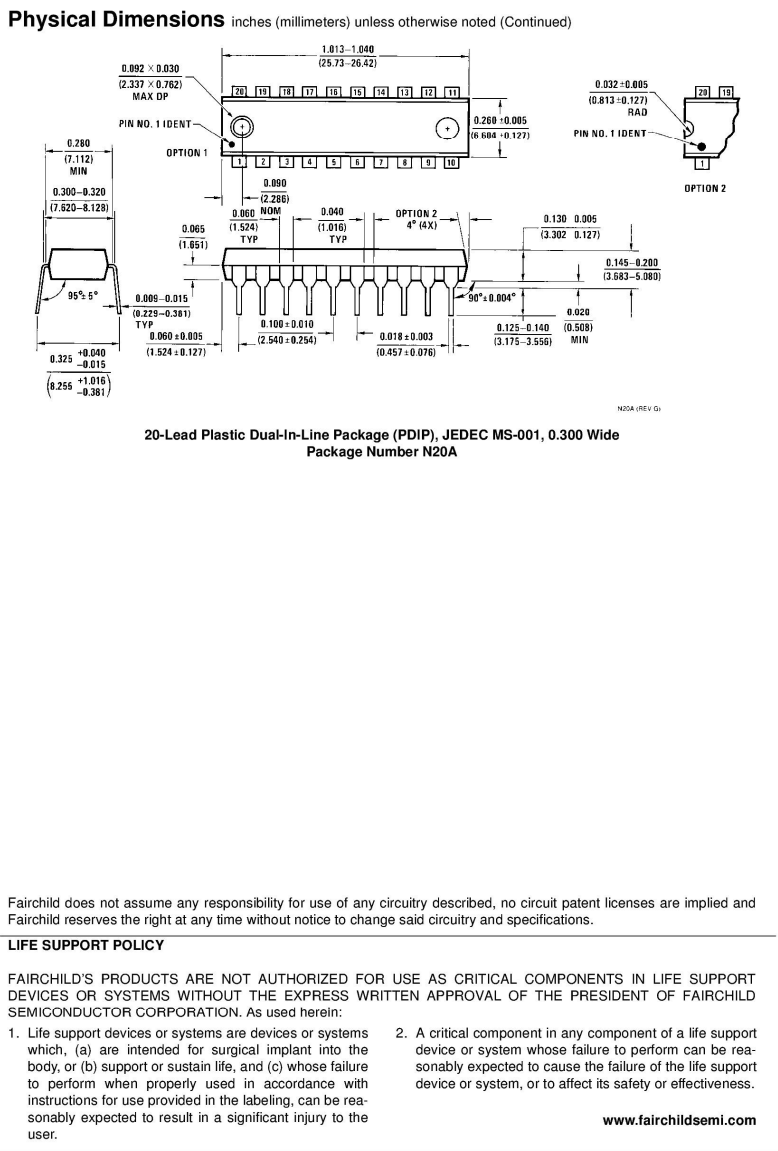 Physical Dimensions inches (millimeters) unless otherwise noted (Continued)
1.013–1.040
(25.73–26.42)
0.092 × 0.030
(2.337 × 0.762)
MAX DP
20 19 18 17 16 15 14 13 12 11
0.032 ±0.005
(0.813 ±0.127)
RAD
20 19
PIN NO. 1 IDENT
0.260 ±0.005
(6.604 ±0.127)
PIN NO. 1 IDENT
OPTION 1
1 2 3 4 5 6 7 8 9 10
1
OPTION 2
0.280
(7.112)
MIN
0.300–0.320
(7.620–8.128)
0.090
(2.286)
NOM
0.060
(1.524)
TYP
0.040
(1.016)
TYP
OPTION 2
4° (4X)
0.065
(1.651)
0.130 0.005
(3.302 0.127)
0.145–0.200
(3.683–5.080)
95°± 5°
0.009–0.015
(0.229–0.381)
TYP
90°± 0.004°
0.020
(0.508)
MIN
0.100 ± 0.010
(2.540 ± 0.254)
0.125–0.140
(3.175–3.556)
0.060 ±0.005
(1.524 ±0.127)
0.018 ±0.003
(0.457 ±0.076)
0.325 +0.040
–0.015
(8.255 +1.016
–0.381)
N20A (REV G)
20-Lead Plastic Dual-In-Line Package (PDIP), JEDEC MS-001, 0.300 Wide
Package Number N20A
Fairchild does not assume any responsibility for use of any circuitry described, no circuit patent licenses are implied and
Fairchild reserves the right at any time without notice to change said circuitry and specifications.
LIFE SUPPORT POLICY
FAIRCHILD'S PRODUCTS ARE NOT AUTHORIZED FOR USE AS CRITICAL COMPONENTS IN LIFE SUPPORT
DEVICES OR SYSTEMS WITHOUT THE EXPRESS WRITTEN APPROVAL OF THE PRESIDENT OF FAIRCHILD
SEMICONDUCTOR CORPORATION. As used herein:
1. Life support devices or systems are devices or systems
which, (a) are intended for surgical implant into the
body, or (b) support or sustain life, and (c) whose failure
to perform when properly used in accordance with
instructions for use provided in the labeling, can be rea-
sonably expected to result in a significant injury to the
user.
2. A critical component in any component of a life support
device or system whose failure to perform can be rea-
sonably expected to cause the failure of the life support
device or system, or to affect its safety or effectiveness.
www.fairchildsemi.com